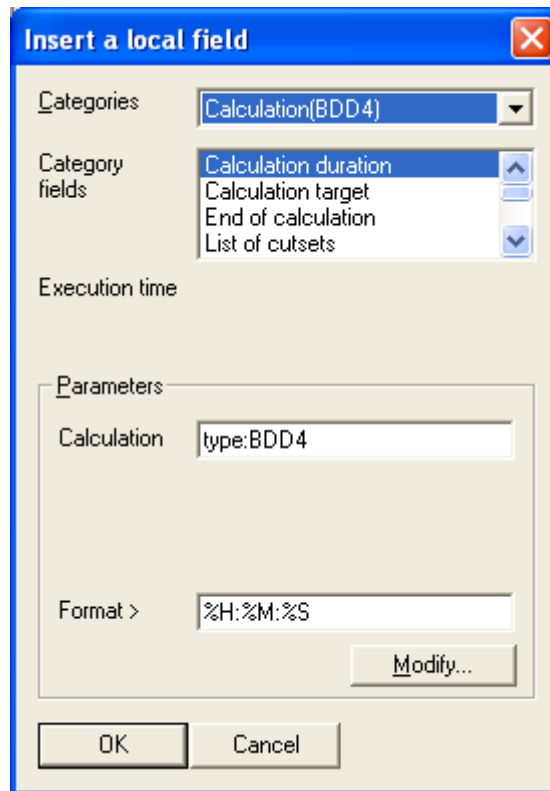 Insert a local field
Categories
Calculation(BDD4)
Category
fields
Calculation duration
Calculation target
End of calculation
List of cutsets
Execution time
Parameters
Calculation
type:BDD4
Format >
%H:%M:%S
Modify...
OK
Cancel